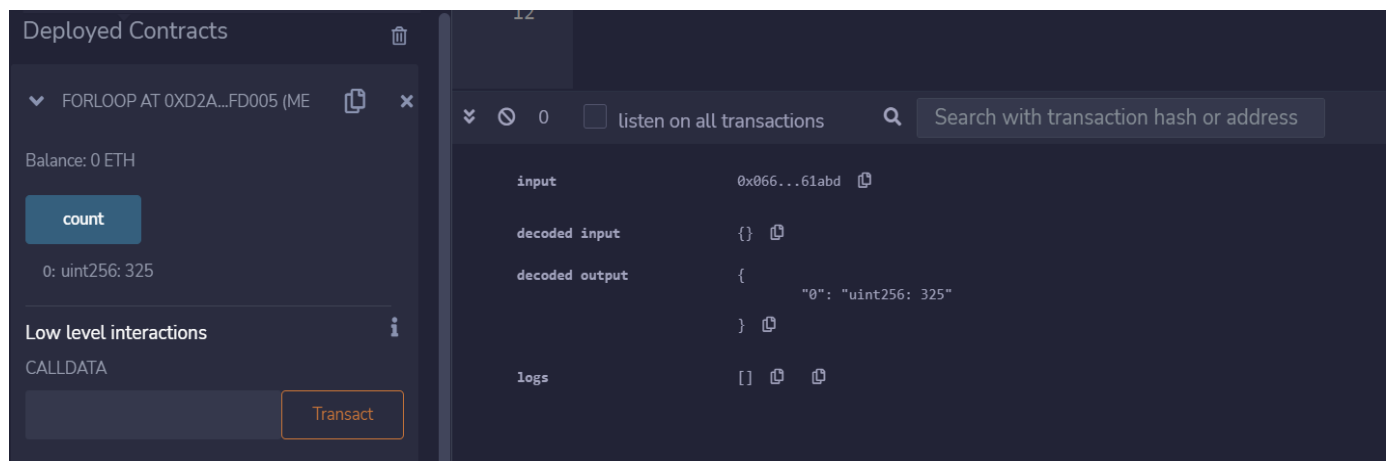 Deployed Contracts
FORLOOP AT 0XD2A...FD005 (ME
Balance: 0 ETH
count
0: uint256: 325
Low level interactions
i
CALLDATA
Transact
12
0 listen on all transactions Search with transaction hash or address
input 0x066...61abd
decoded input {}
decoded output {
"0": "uint256: 325"
}
logs []